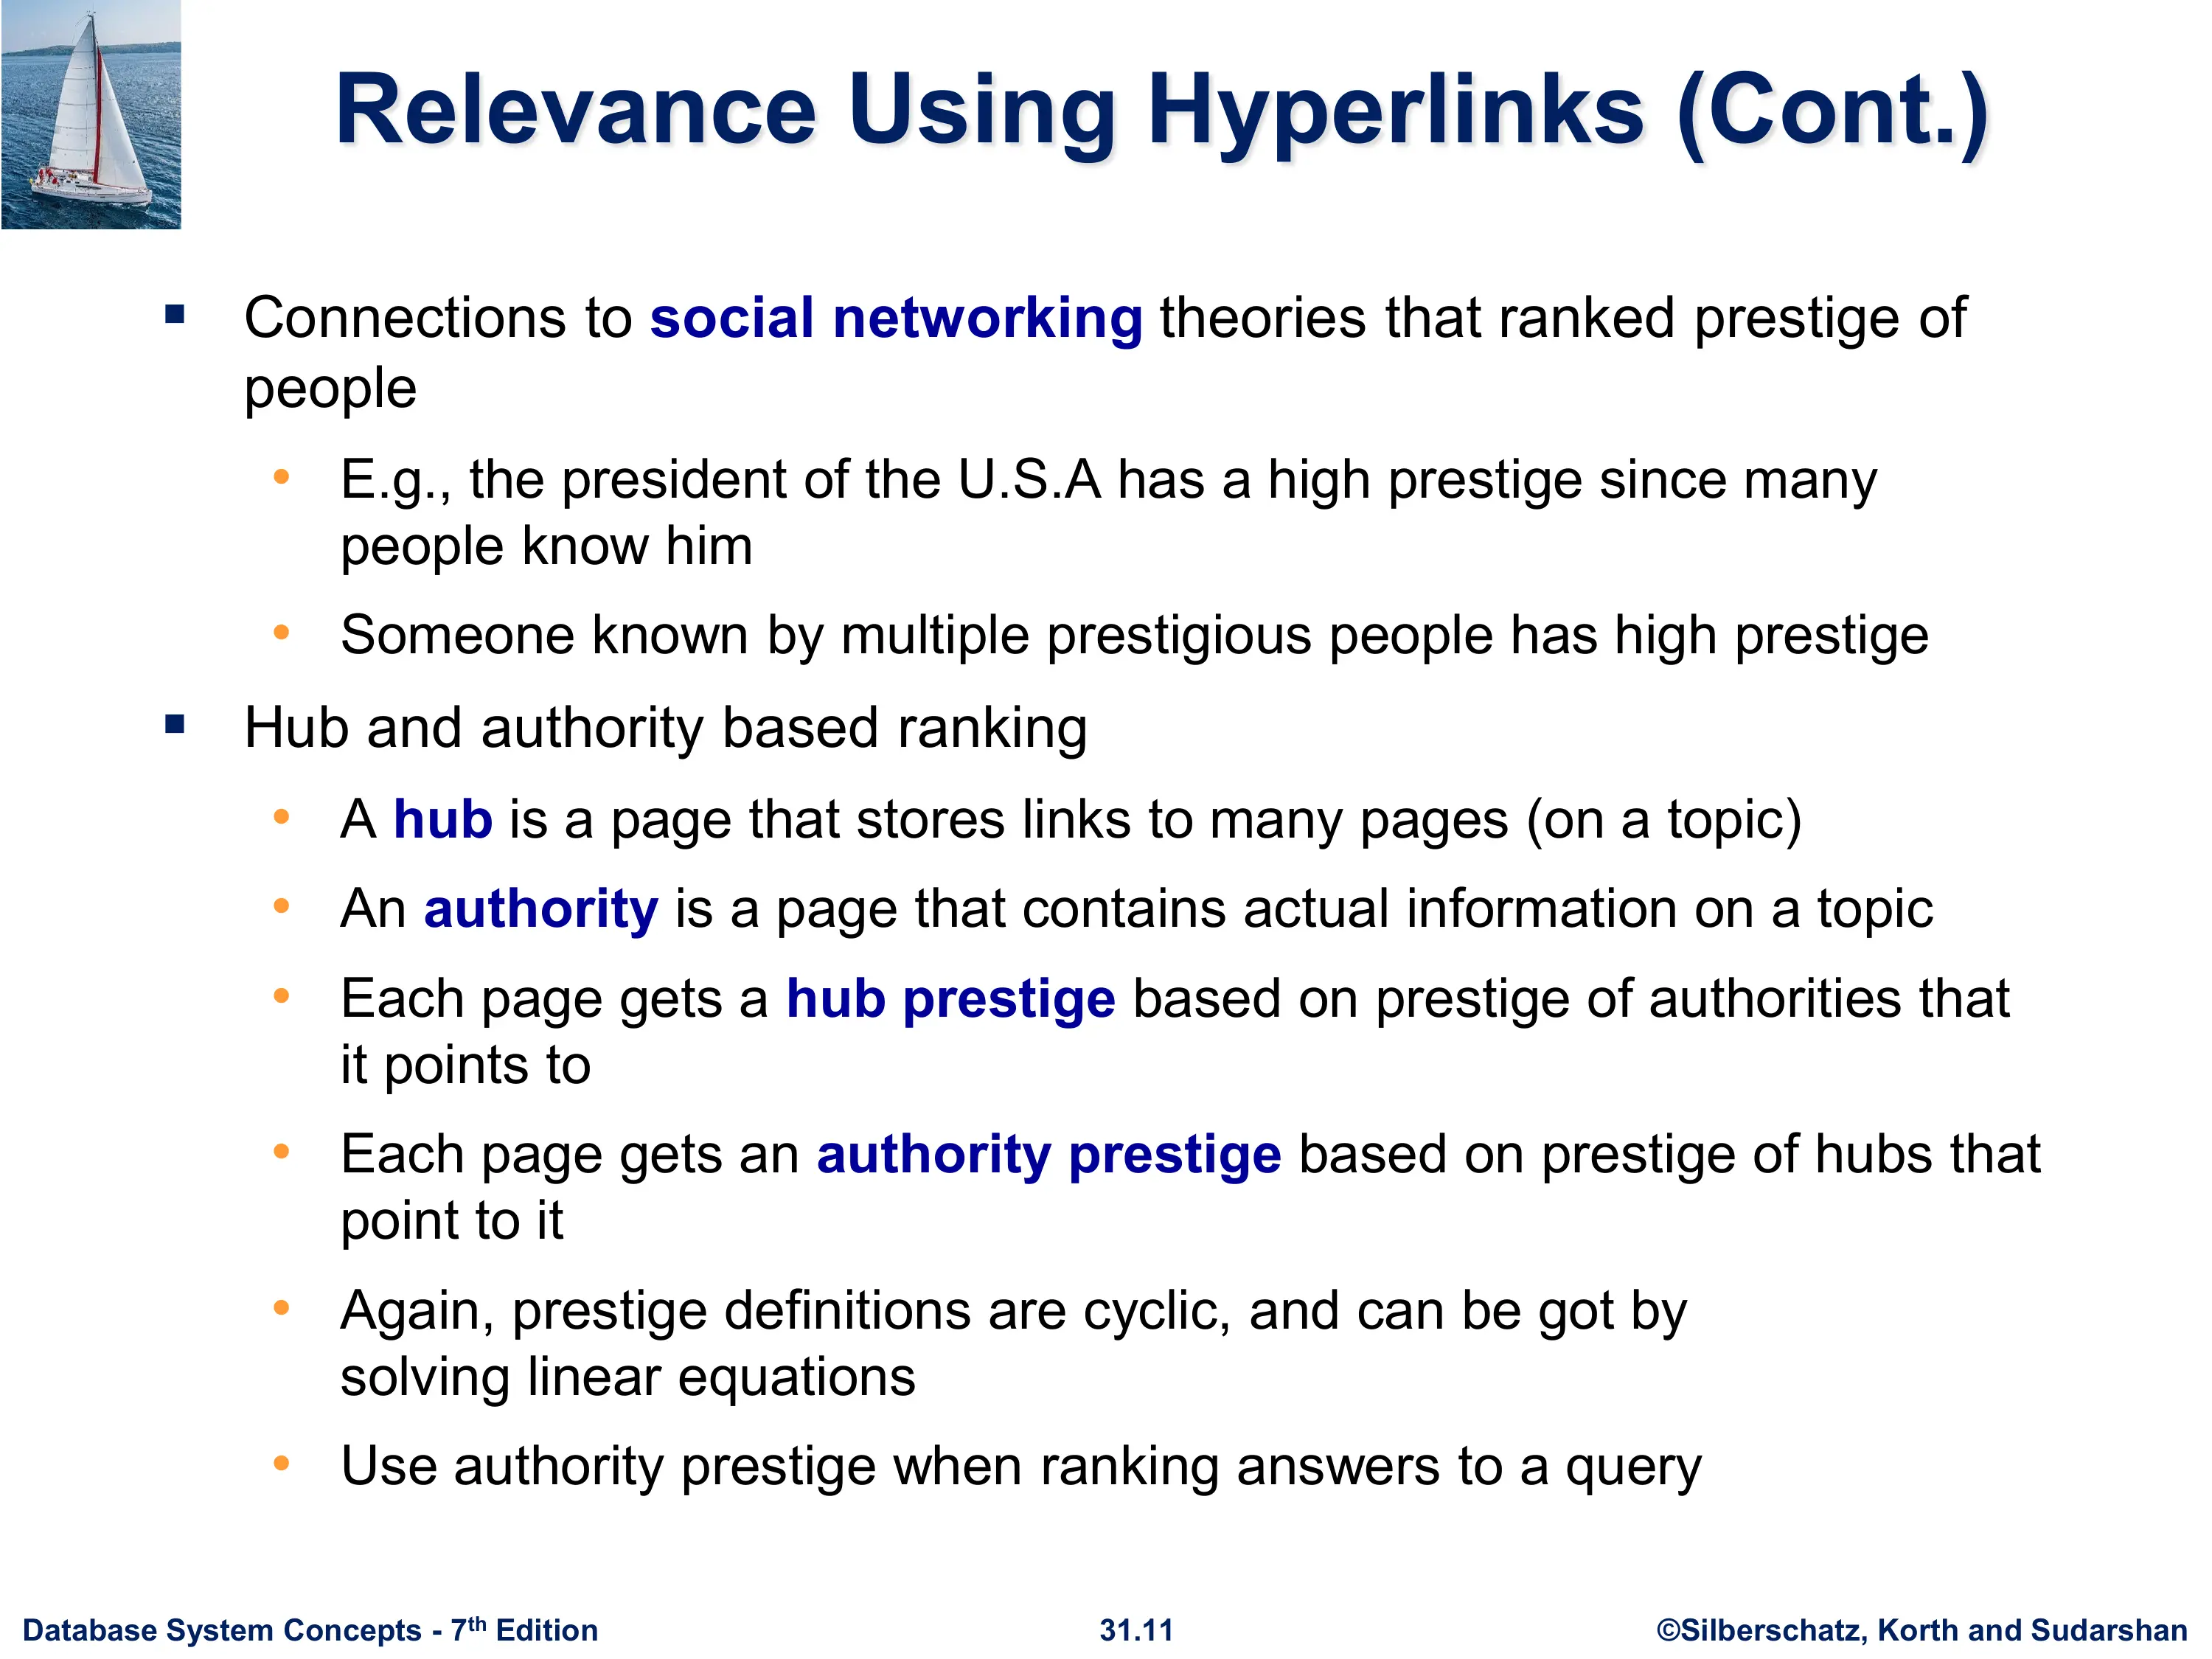 Relevance Using Hyperlinks (Cont.)
▪ Connections to social networking theories that ranked prestige of
people
• E.g., the president of the U.S.A has a high prestige since many
people know him
• Someone known by multiple prestigious people has high prestige
▪ Hub and authority based ranking
• A hub is a page that stores links to many pages (on a topic)
• An authority is a page that contains actual information on a topic
• Each page gets a hub prestige based on prestige of authorities that
it points to
• Each page gets an authority prestige based on prestige of hubs that
point to it
• Again, prestige definitions are cyclic, and can be got by
solving linear equations
• Use authority prestige when ranking answers to a query
Database System Concepts - 7th Edition
31.11
©Silberschatz, Korth and Sudarshan